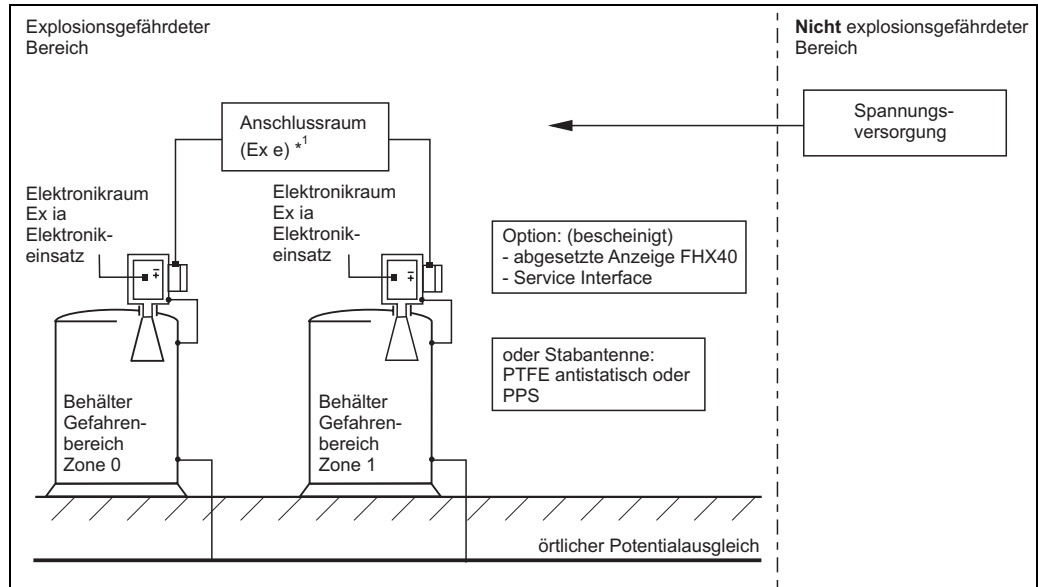 Explosionsgefährdeter
Bereich
Nicht explosionsgefährdeter
Bereich
Anschlussraum
(Ex e) *1
Spannungs-
versorgung
Elektronikraum
Ex ia
Elektronik-
einsatz
Elektronikraum
Ex ia
Elektronik-
einsatz
Option: (bescheinigt)
- abgesetzte Anzeige FHX40
- Service Interface
oder Stabantenne:
PTFE antistatisch oder
PPS
Behälter
Gefahren-
bereich
Zone 0
Behälter
Gefahren-
bereich
Zone 1
örtlicher Potentialausgleich